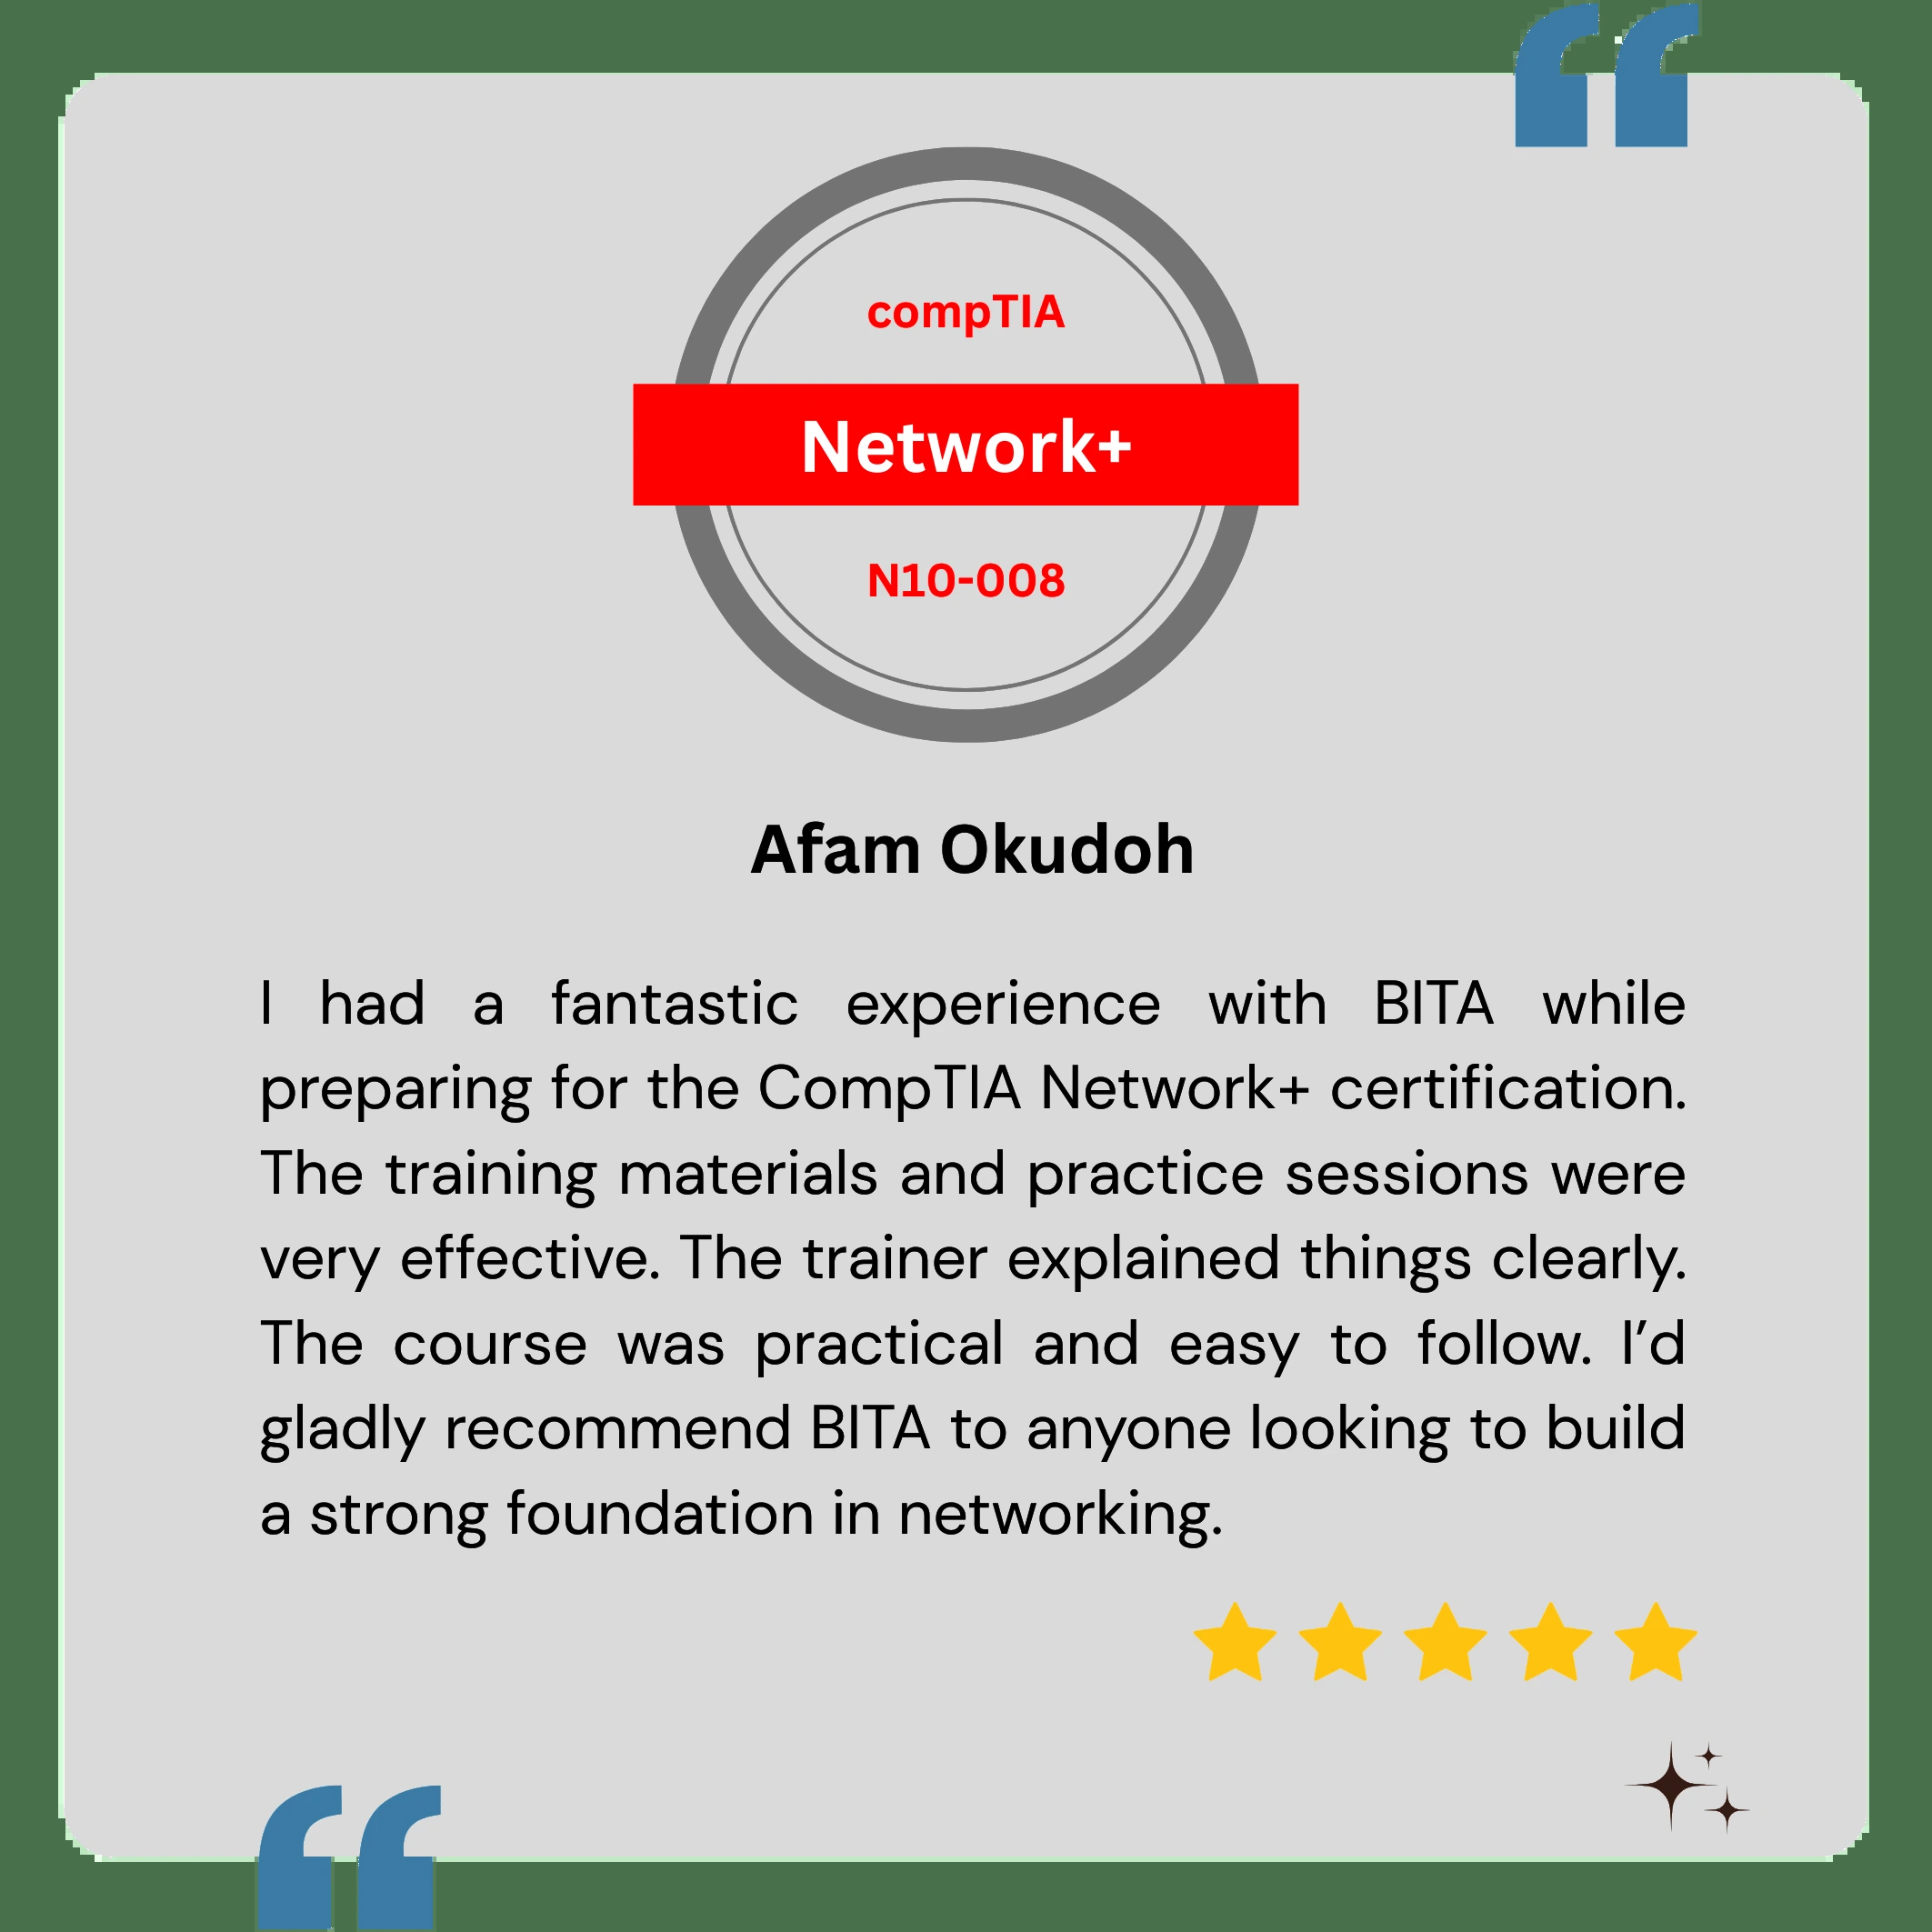 compTIA
Network+
N10-008
Afam Okudoh
I had a fantastic experience with BITA while
preparing for the CompTIA Network+ certification.
The training materials and practice sessions were
very effective. The trainer explained things clearly.
The course was practical and easy to follow. I’d
gladly recommend BITA to anyone looking to build
a strong foundation in networking.